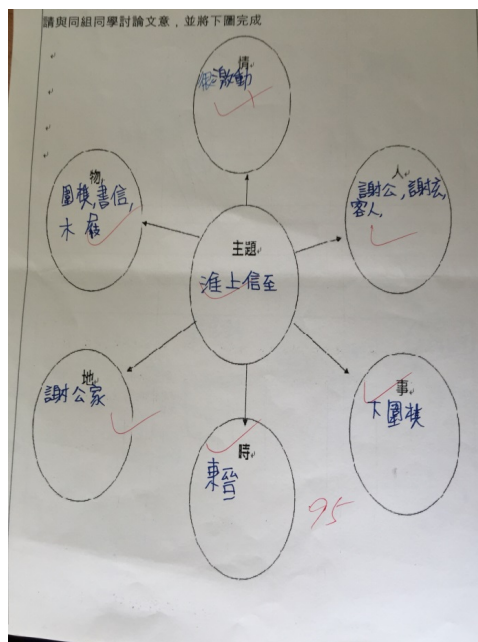 請與同組同學討論文意，並將下圖完成
情
很激動
物
圍棋，書信，
木屐
人
謝公，謝玄，
客人，
主題
淮上信至
地
謝公家
事
下圍棋
時
東晉
95